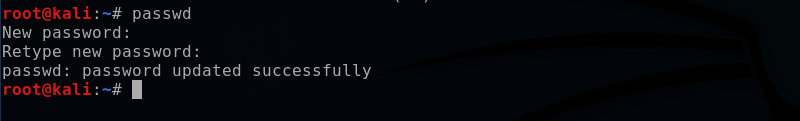 root@kali:~# passwd
New password:
Retype new password:
passwd: password updated successfully
root@kali:~#